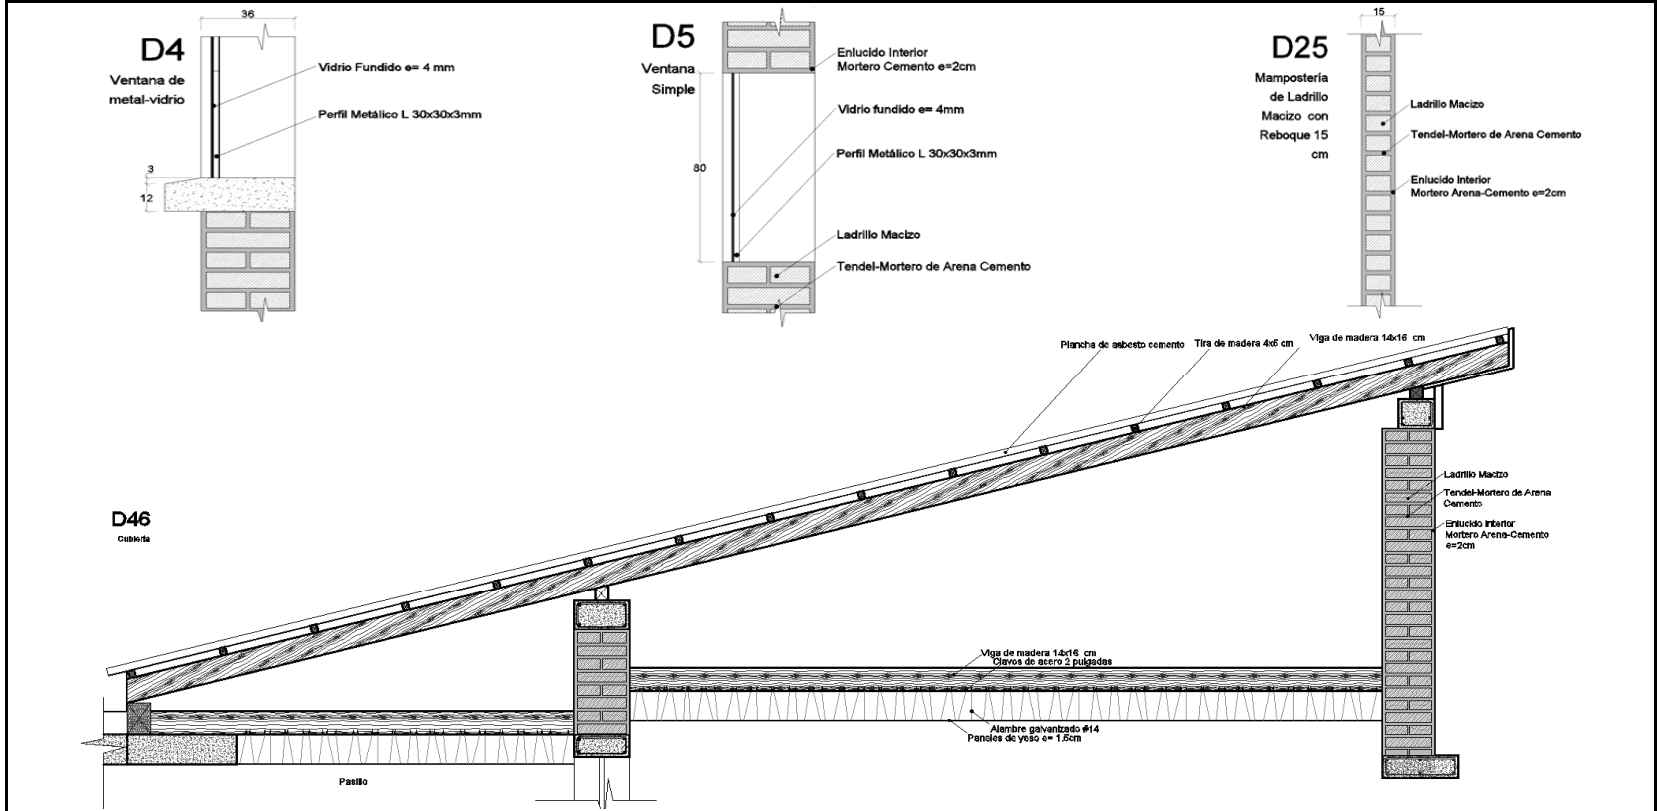 36
D4
Ventana de
metal-vidrio
Vidrio Fundido e= 4 mm
Perfil Metálico L 30x30x3mm
3
12
D5
Ventana
Simple
80
Enlucido Interior
Mortero Cemento e=2cm
Vidrio fundido e= 4mm
Perfil Metálico L 30x30x3mm
Ladrillo Macizo
Tendel-Mortero de Arena Cemento
15
D25
Mampostería
de Ladrillo
Macizo con
Reboque 15
cm
Ladrillo Macizo
Tendel-Mortero de Arena Cemento
Enlucido Interior
Mortero Arena-Cemento e=2cm
Plancha de asbesto cemento
Tira de madera 4x5 cm
Viga de madera 14x16 cm
D46
Cubierta
Ladrillo Macizo
Tendel-Mortero de Arena
Cemento
Enlucido Interior
Mortero Arena-Cemento
e=2cm
Viga de madera 14x16 cm
Clavos de acero 2 pulgadas
Alambre galvanizado #14
Paneles de yeso e= 1.5cm
Pasillo